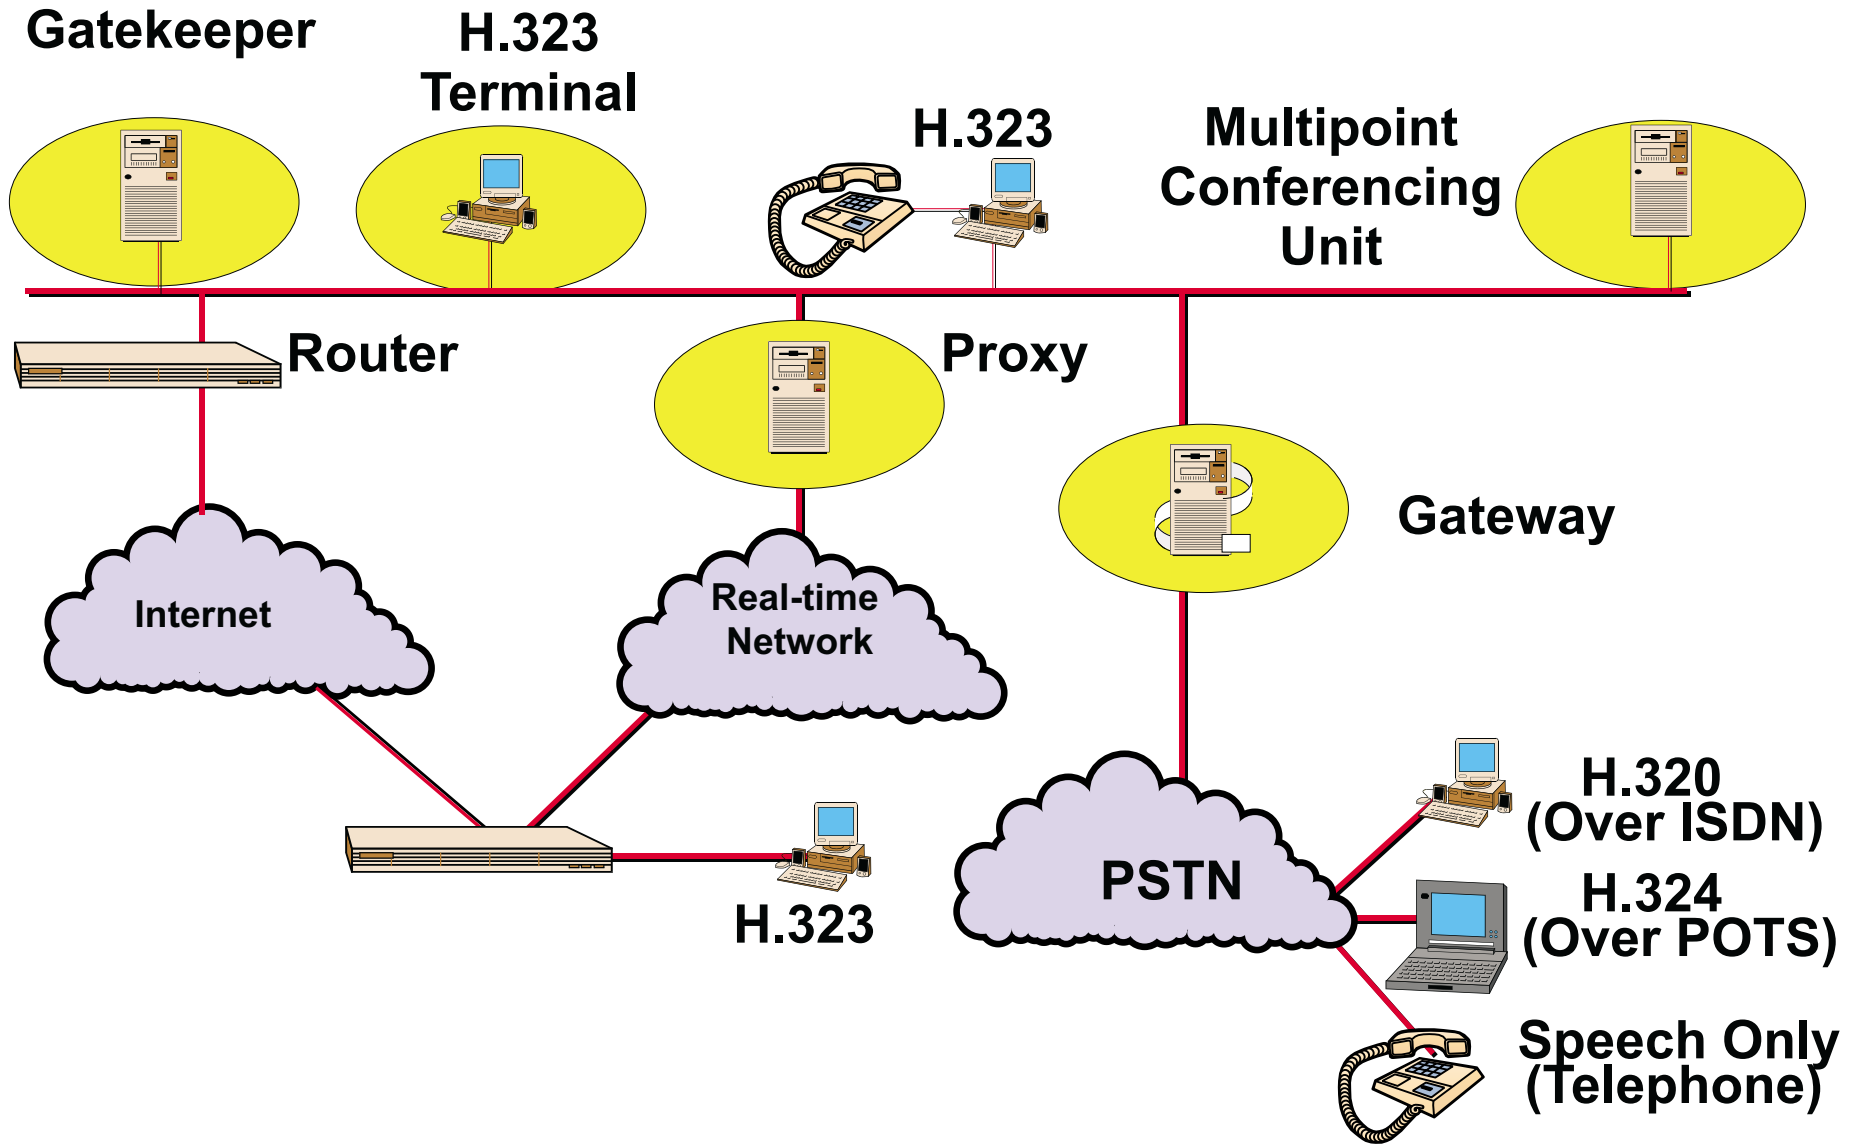 Gatekeeper
H.323
Terminal
H.323
Multipoint
Conferencing
Unit
Router
Proxy
Gateway
Internet
Real-time
Network
H.323
PSTN
H.320
(Over ISDN)
H.324
(Over POTS)
Speech Only
(Telephone)